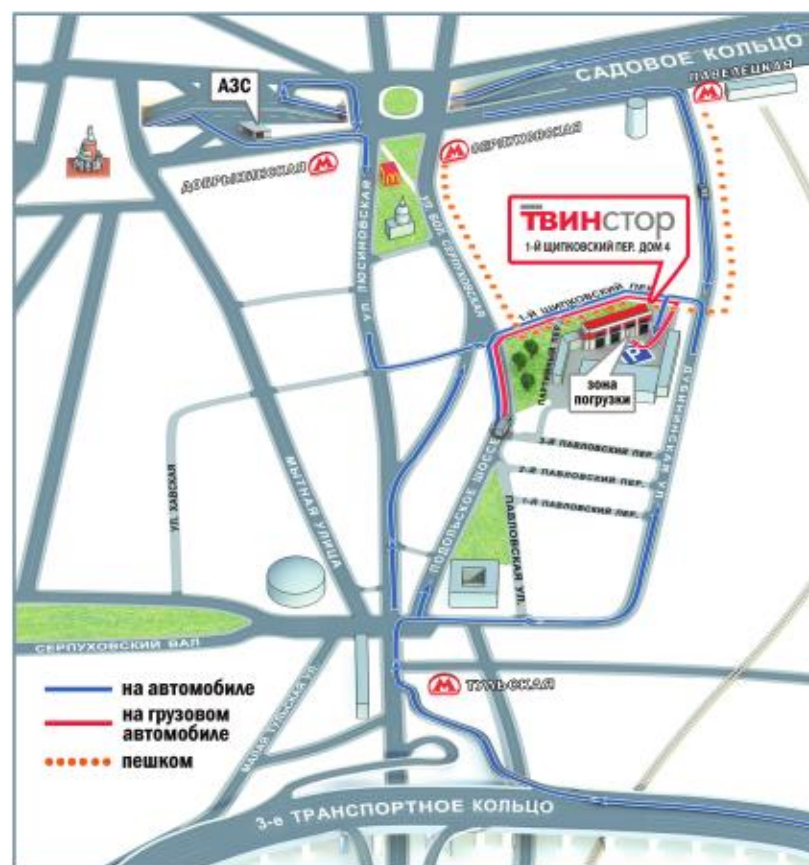 САДОВОЕ КОЛЬЦО
ПАВЕЛЕЦКАЯ
АЗС
ДОБРЫНИНСКАЯ
СЕРПУХОВСКАЯ
УЛ. ЛЮСИНОВСКАЯ
УЛ. БОЛ. СЕРПУХОВСКАЯ
ТВИНСТОР
1-Й ЩИПКОВСКИЙ ПЕР. ДОМ 4
1-Й ЩИПКОВСКИЙ ПЕР.
ПАРТИЙНЫЙ ПЕР.
P
зона
погрузки
ДУБИНИНСКАЯ УЛ.
3-Й ПАВЛОВСКИЙ ПЕР.
2-Й ПАВЛОВСКИЙ ПЕР.
1-Й ПАВЛОВСКИЙ ПЕР.
УЛ. ХАВСКАЯ
МЫТНАЯ УЛИЦА
ПОДОЛЬСКОЕ ШОССЕ
ПАВЛОВСКАЯ УЛ.
СЕРПУХОВСКИЙ ВАЛ
МАЛАЯ ТУЛЬСКАЯ УЛ.
ТУЛЬСКАЯ
на автомобиле
на грузовом
автомобиле
пешком
3-е ТРАНСПОРТНОЕ КОЛЬЦО